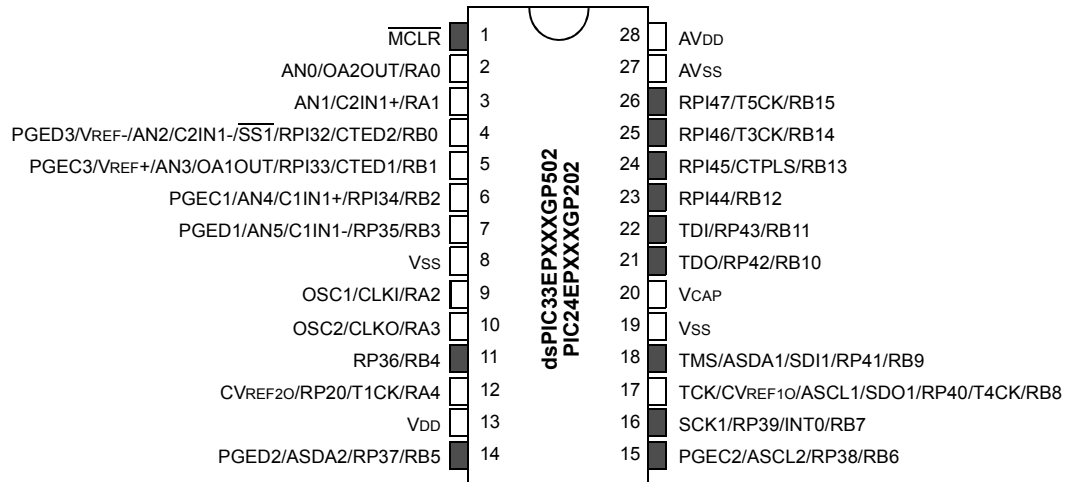 MCLR 1
AN0/OA2OUT/RA0 2
AN1/C2IN1+/RA1 3
PGED3/VREF-/AN2/C2IN1-/SS1/RPI32/CTED2/RB0 4
PGEC3/VREF+/AN3/OA1OUT/RPI33/CTED1/RB1 5
PGEC1/AN4/C1IN1+/RPI34/RB2 6
PGED1/AN5/C1IN1-/RP35/RB3 7
VSS 8
OSC1/CLKI/RA2 9
OSC2/CLKO/RA3 10
RP36/RB4 11
CVREF2O/RP20/T1CK/RA4 12
VDD 13
PGED2/ASDA2/RP37/RB5 14
dsPIC33EPXXXGP502
PIC24EPXXXGP202
28 AVDD
27 AVSS
26 RPI47/T5CK/RB15
25 RPI46/T3CK/RB14
24 RPI45/CTPLS/RB13
23 RPI44/RB12
22 TDI/RP43/RB11
21 TDO/RP42/RB10
20 VCAP
19 VSS
18 TMS/ASDA1/SDI1/RP41/RB9
17 TCK/CVREF1O/ASCL1/SDO1/RP40/T4CK/RB8
16 SCK1/RP39/INT0/RB7
15 PGEC2/ASCL2/RP38/RB6